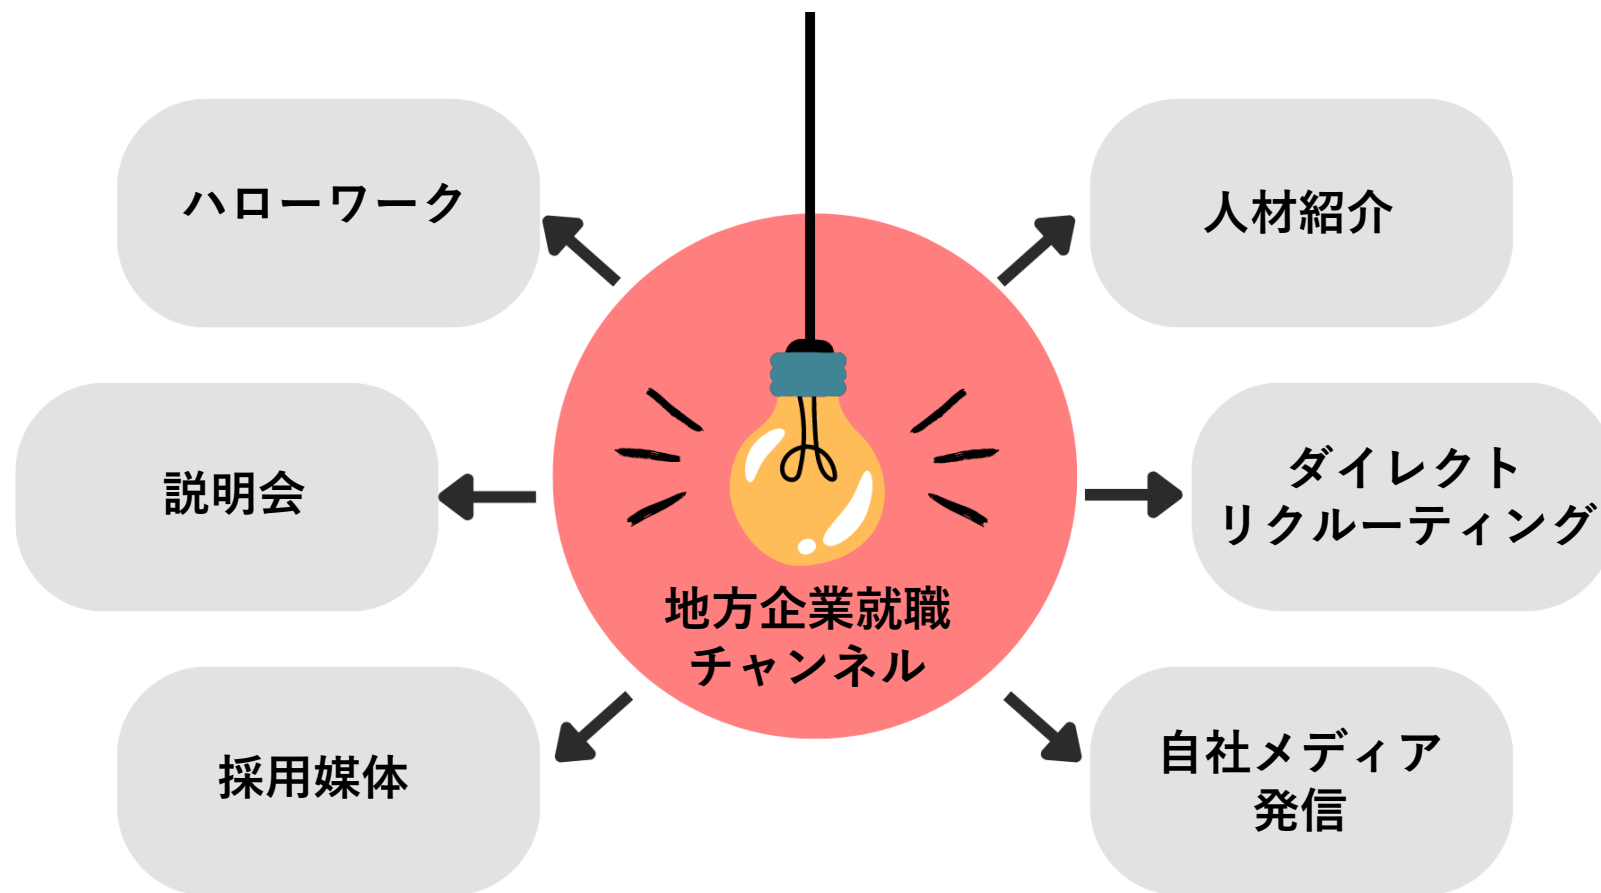 ハローワーク
人材紹介
説明会
ダイレクト
リクルーティング
地方企業就職
チャンネル
採用媒体
自社メディア
発信